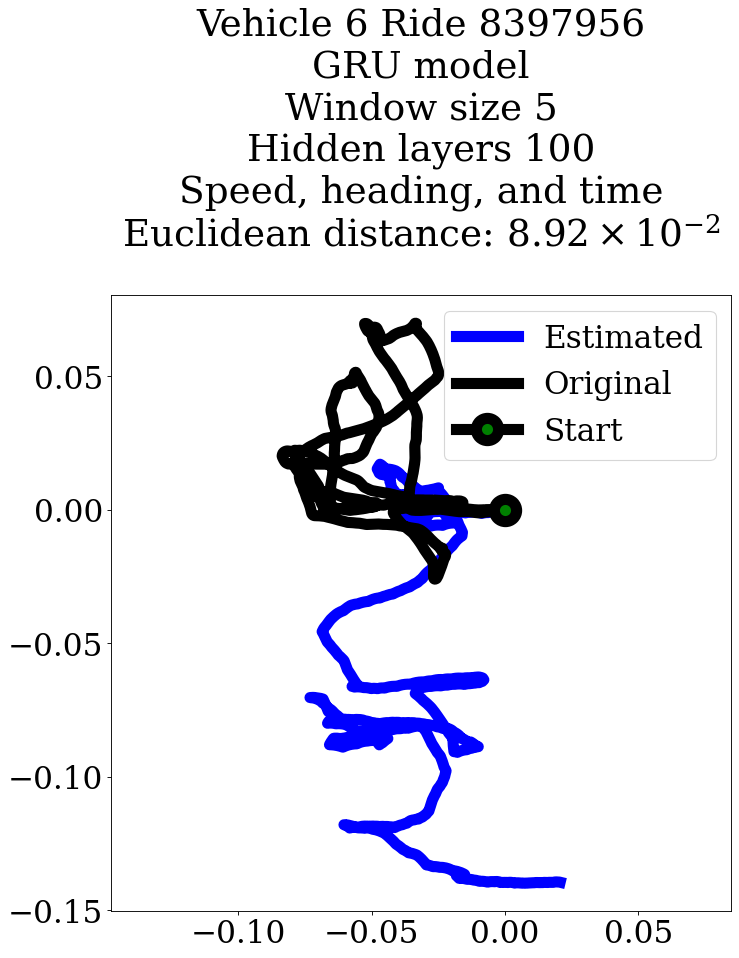 Vehicle 6 Ride 8397956
GRU model
Window size 5
Hidden layers 100
Speed, heading, and time
Euclidean distance: 8.92 × 10⁻²
Estimated
Original
Start
0.05
0.00
−0.05
−0.10
−0.15
−0.10 −0.05 0.00 0.05